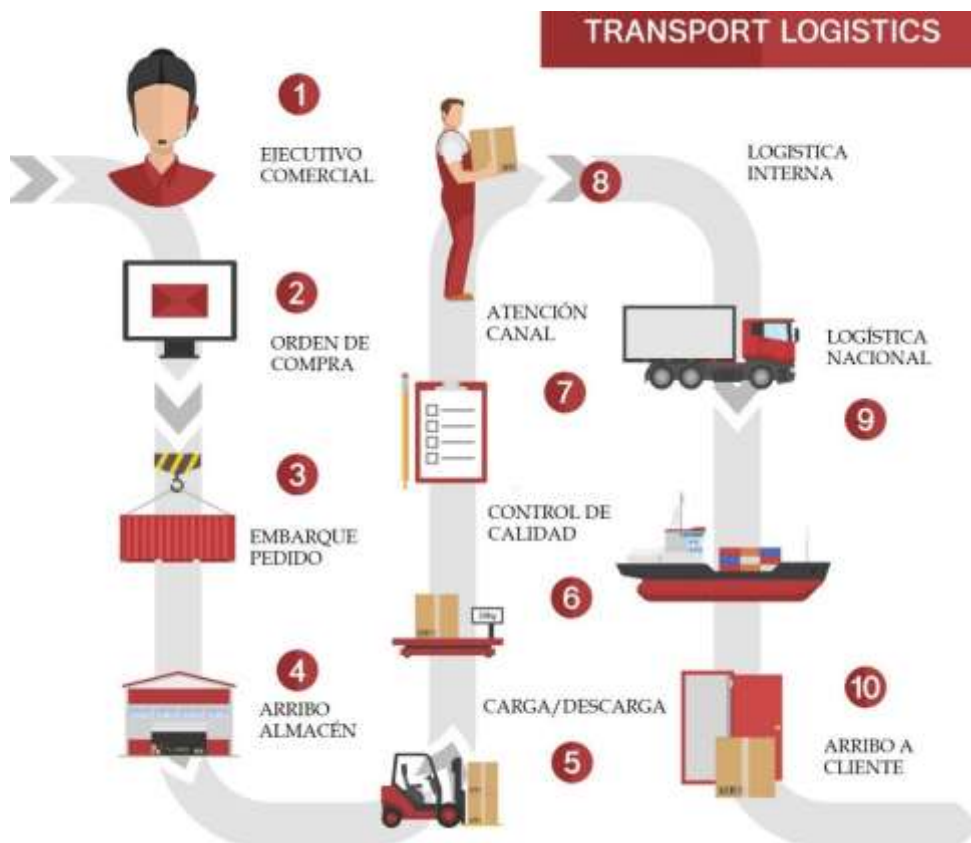 TRANSPORT LOGISTICS
1
EJECUTIVO
COMERCIAL
2
ORDEN DE
COMPRA
3
EMBARQUE
PEDIDO
4
ARRIBO
ALMACÉN
CARGA/DESCARGA
5
CONTROL DE
CALIDAD
6
ATENCIÓN
CANAL
7
8
LOGISTICA
INTERNA
LOGÍSTICA
NACIONAL
9
10
ARRIBO A
CLIENTE